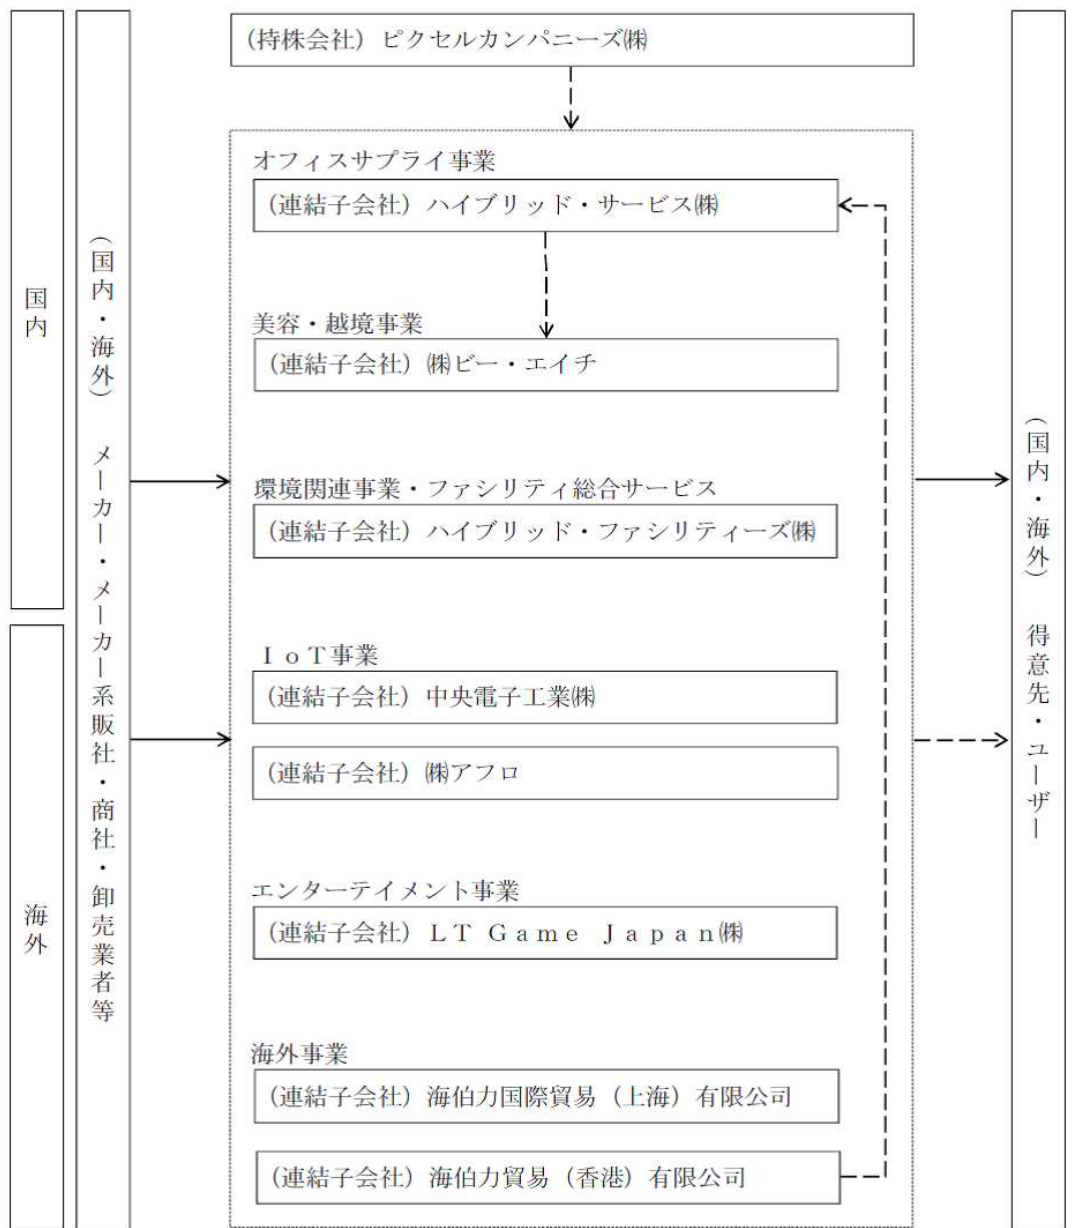 国内
海外
（国内・海外）　メーカー・メーカー系販社・商社・卸売業者等
（持株会社）ピクセルカンパニーズ㈱
オフィスサプライ事業
（連結子会社）ハイブリッド・サービス㈱
美容・越境事業
（連結子会社）㈱ビー・エイチ
環境関連事業・ファシリティ総合サービス
（連結子会社）ハイブリッド・ファシリティーズ㈱
ＩｏＴ事業
（連結子会社）中央電子工業㈱
（連結子会社）㈱アフロ
エンターテイメント事業
（連結子会社）ＬＴ Ｇａｍｅ　Ｊａｐａｎ㈱
海外事業
（連結子会社）海伯力国際貿易（上海）有限公司
（連結子会社）海伯力貿易（香港）有限公司
（国内・海外）　得意先・ユーザー